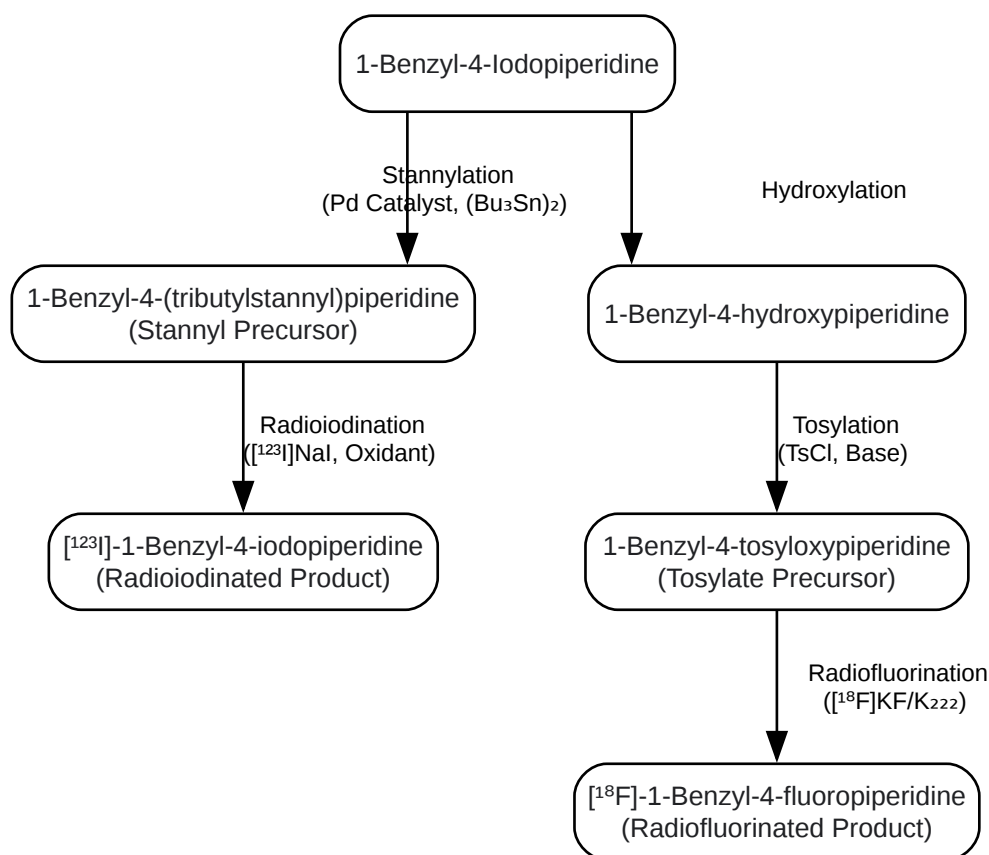 1-Benzyl-4-Iodopiperidine
Stannylation
(Pd Catalyst, (Bu₃Sn)₂)
Hydroxylation
1-Benzyl-4-(tributylstannyl)piperidine
(Stannyl Precursor)
1-Benzyl-4-hydroxypiperidine
Radioiodination
([¹²³I]NaI, Oxidant)
Tosylation
(TsCl, Base)
[¹²³I]-1-Benzyl-4-iodopiperidine
(Radioiodinated Product)
1-Benzyl-4-tosyloxypiperidine
(Tosylate Precursor)
Radiofluorination
([¹⁸F]KF/K₂₂₂)
[¹⁸F]-1-Benzyl-4-fluoropiperidine
(Radiofluorinated Product)